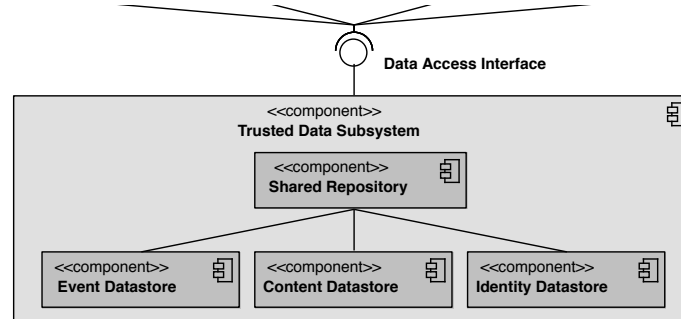 Data Access Interface
<<component>>
Trusted Data Subsystem
<<component>>
Shared Repository
<<component>>
Event Datastore
<<component>>
Content Datastore
<<component>>
Identity Datastore